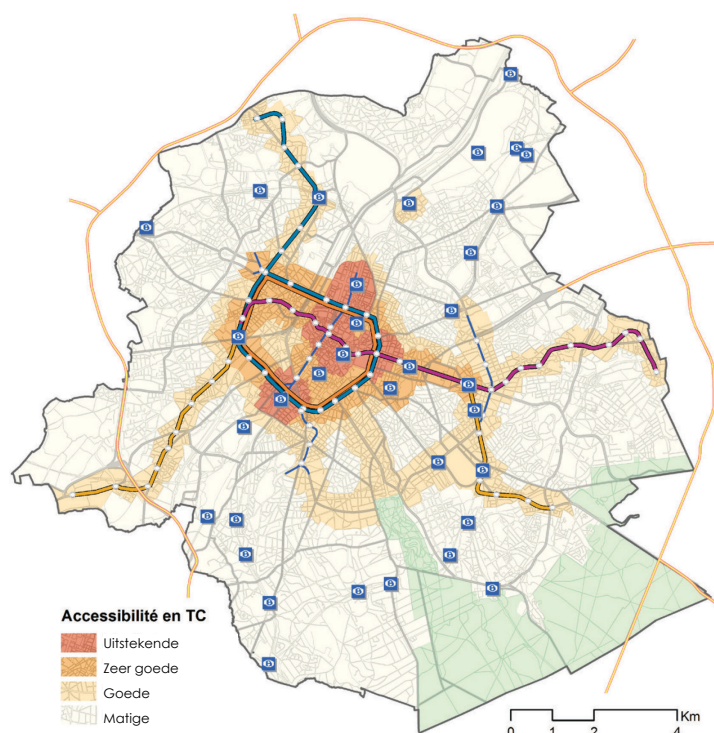 Accessibilité en TC
Uitstekende
Zeer goede
Goede
Matige
Km
0 1 2 4